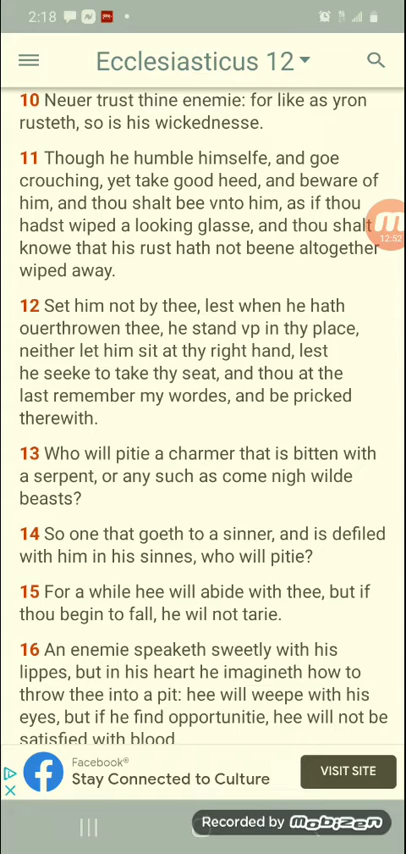 2:18
Ecclesiasticus 12
10 Neuer trust thine enemie: for like as yron
rusteth, so is his wickednesse.
11 Though he humble himselfe, and goe
crouching, yet take good heed, and beware of
him, and thou shalt bee vnto him, as if thou
hadst wiped a looking glasse, and thou shalt
knowe that his rust hath not beene altogether
wiped away.
12:52
12 Set him not by thee, lest when he hath
ouerthrowen thee, he stand vp in thy place,
neither let him sit at thy right hand, lest
he seeke to take thy seat, and thou at the
last remember my wordes, and be pricked
therewith.
13 Who will pitie a charmer that is bitten with
a serpent, or any such as come nigh wilde
beasts?
14 So one that goeth to a sinner, and is defiled
with him in his sinnes, who will pitie?
15 For a while hee will abide with thee, but if
thou begin to fall, he wil not tarie.
16 An enemie speaketh sweetly with his
lippes, but in his heart he imagineth how to
throw thee into a pit: hee will weepe with his
eyes, but if he find opportunitie, hee will not be
satisfied with blood
Facebook®
Stay Connected to Culture
VISIT SITE
Recorded by mobizen